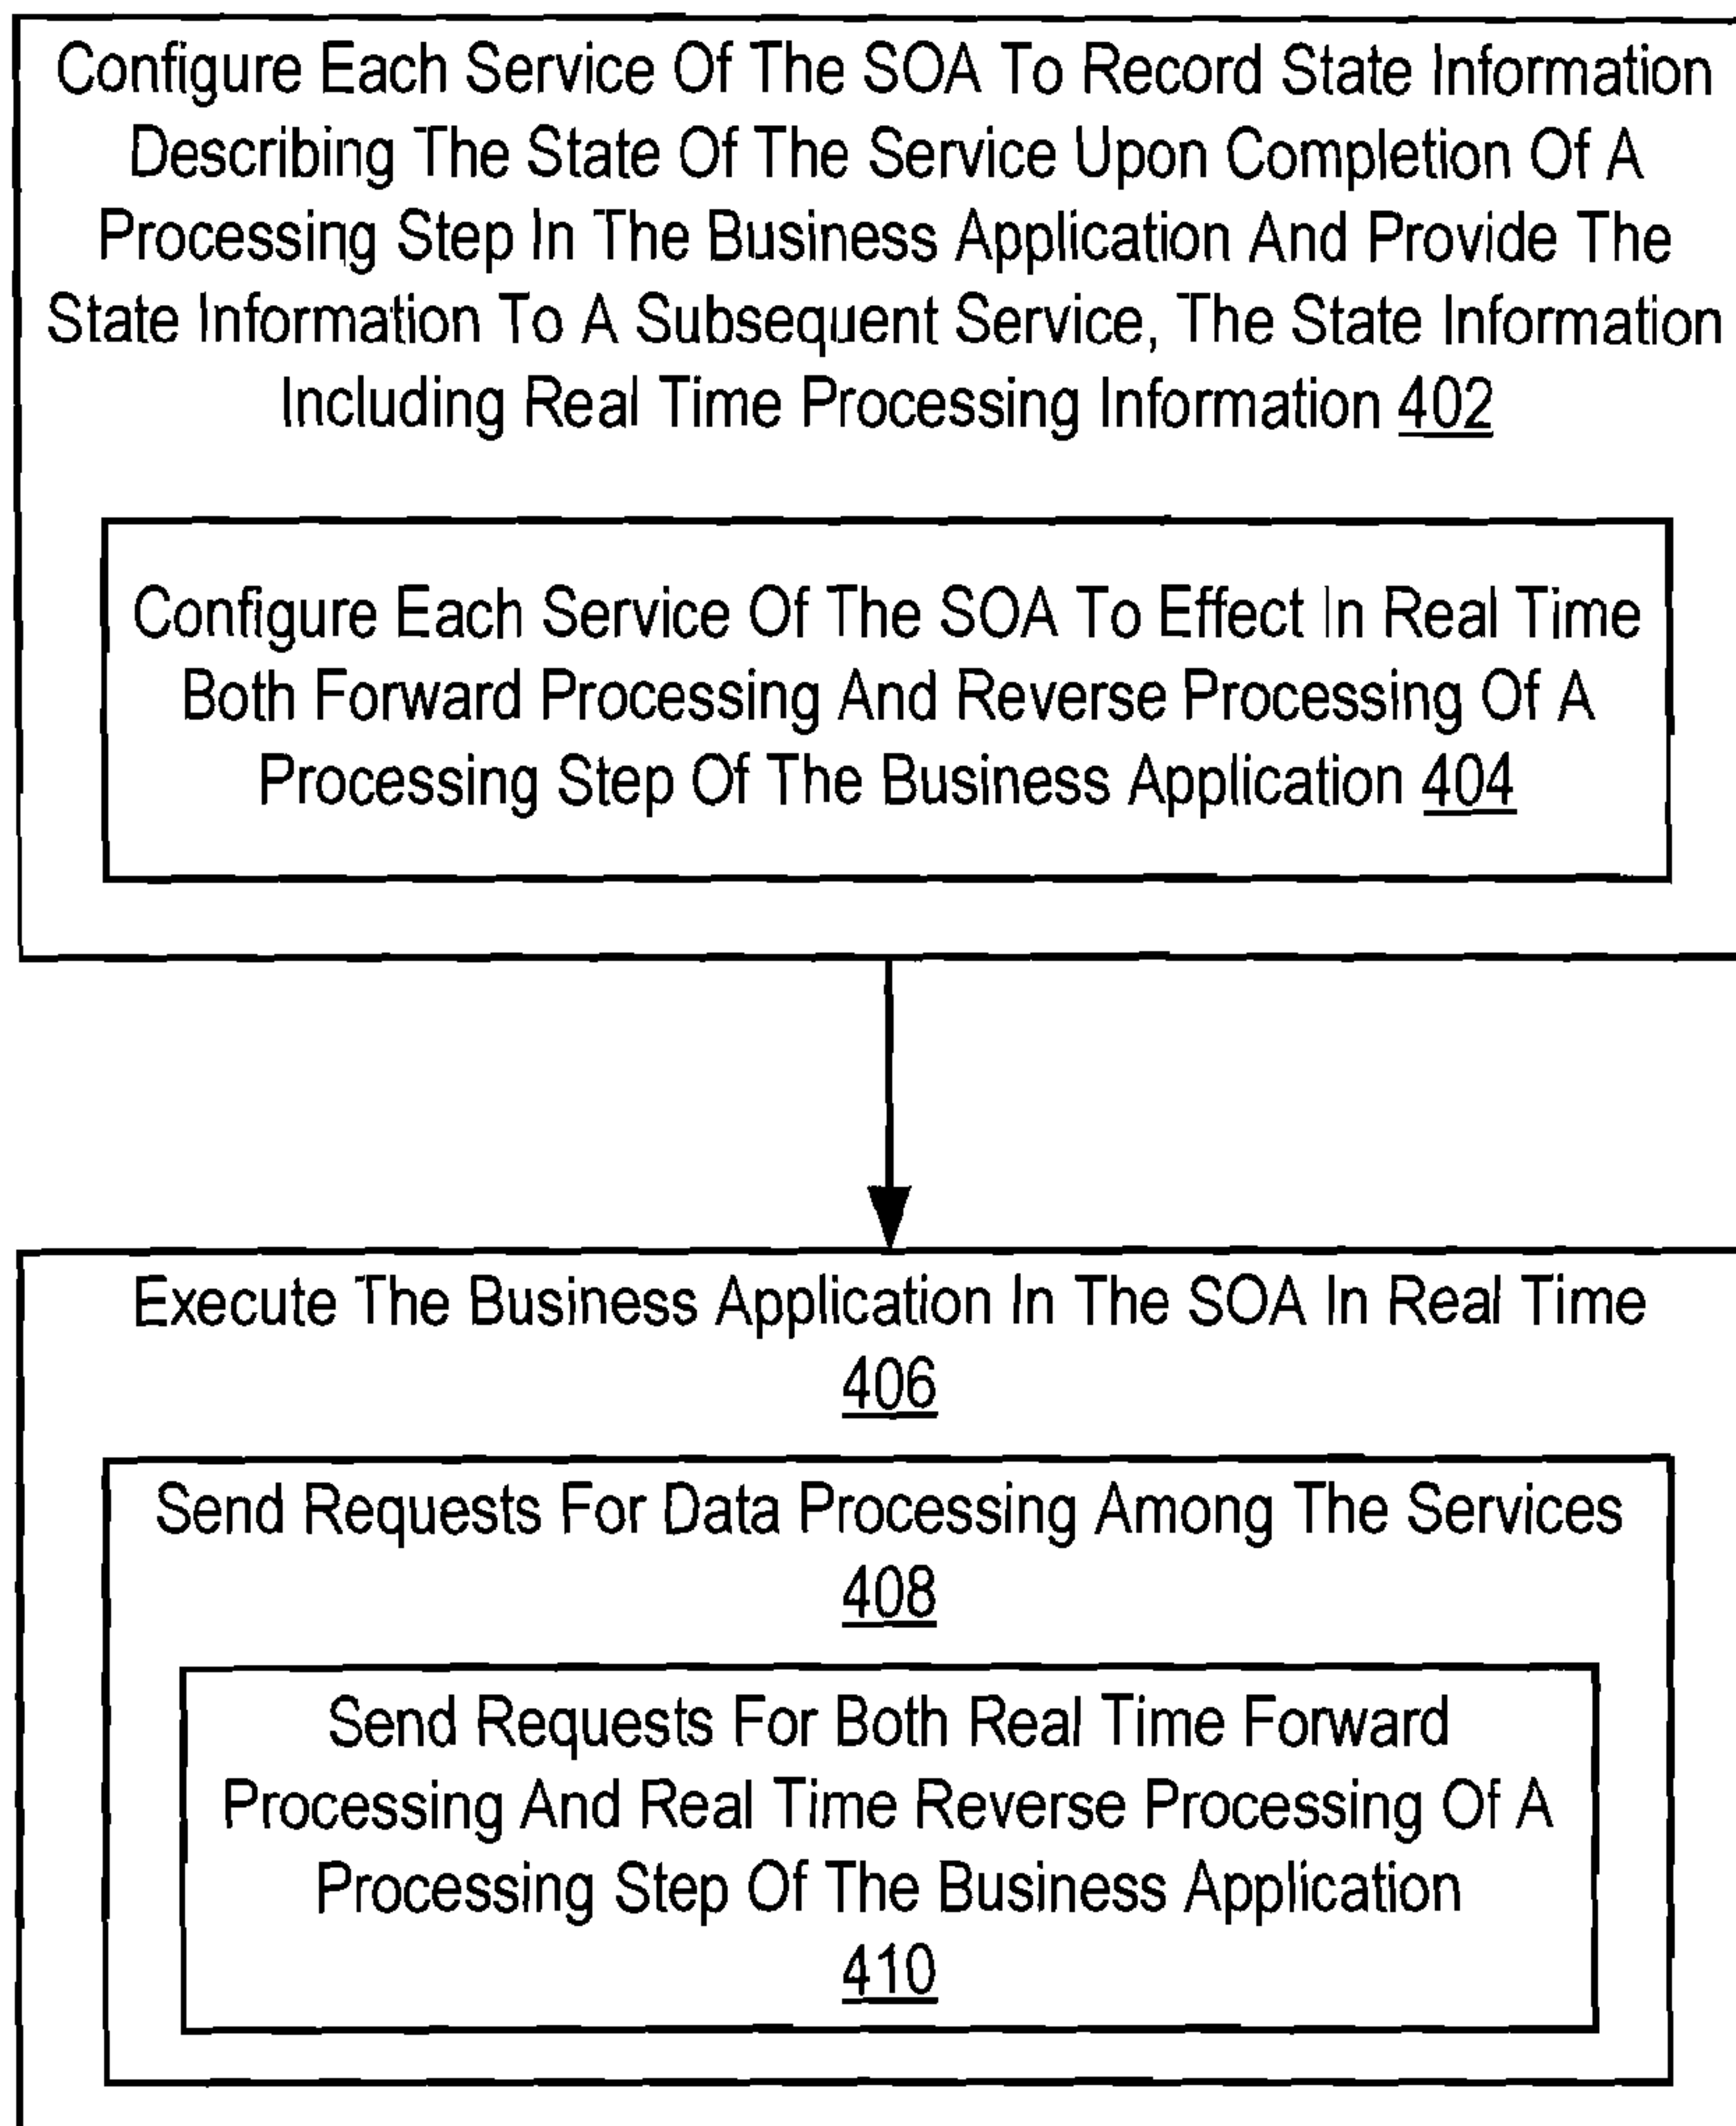 Configure Each Service Of The SOA To Record State Information
Describing The State Of The Service Upon Completion Of A
Processing Step In The Business Application And Provide The
State Information To A Subsequent Service, The State Information
Including Real Time Processing Information 402
Configure Each Service Of The SOA To Effect In Real Time
Both Forward Processing And Reverse Processing Of A
Processing Step Of The Business Application 404
Execute The Business Application In The SOA In Real Time
406
Send Requests For Data Processing Among The Services
408
Send Requests For Both Real Time Forward
Processing And Real Time Reverse Processing Of A
Processing Step Of The Business Application
410